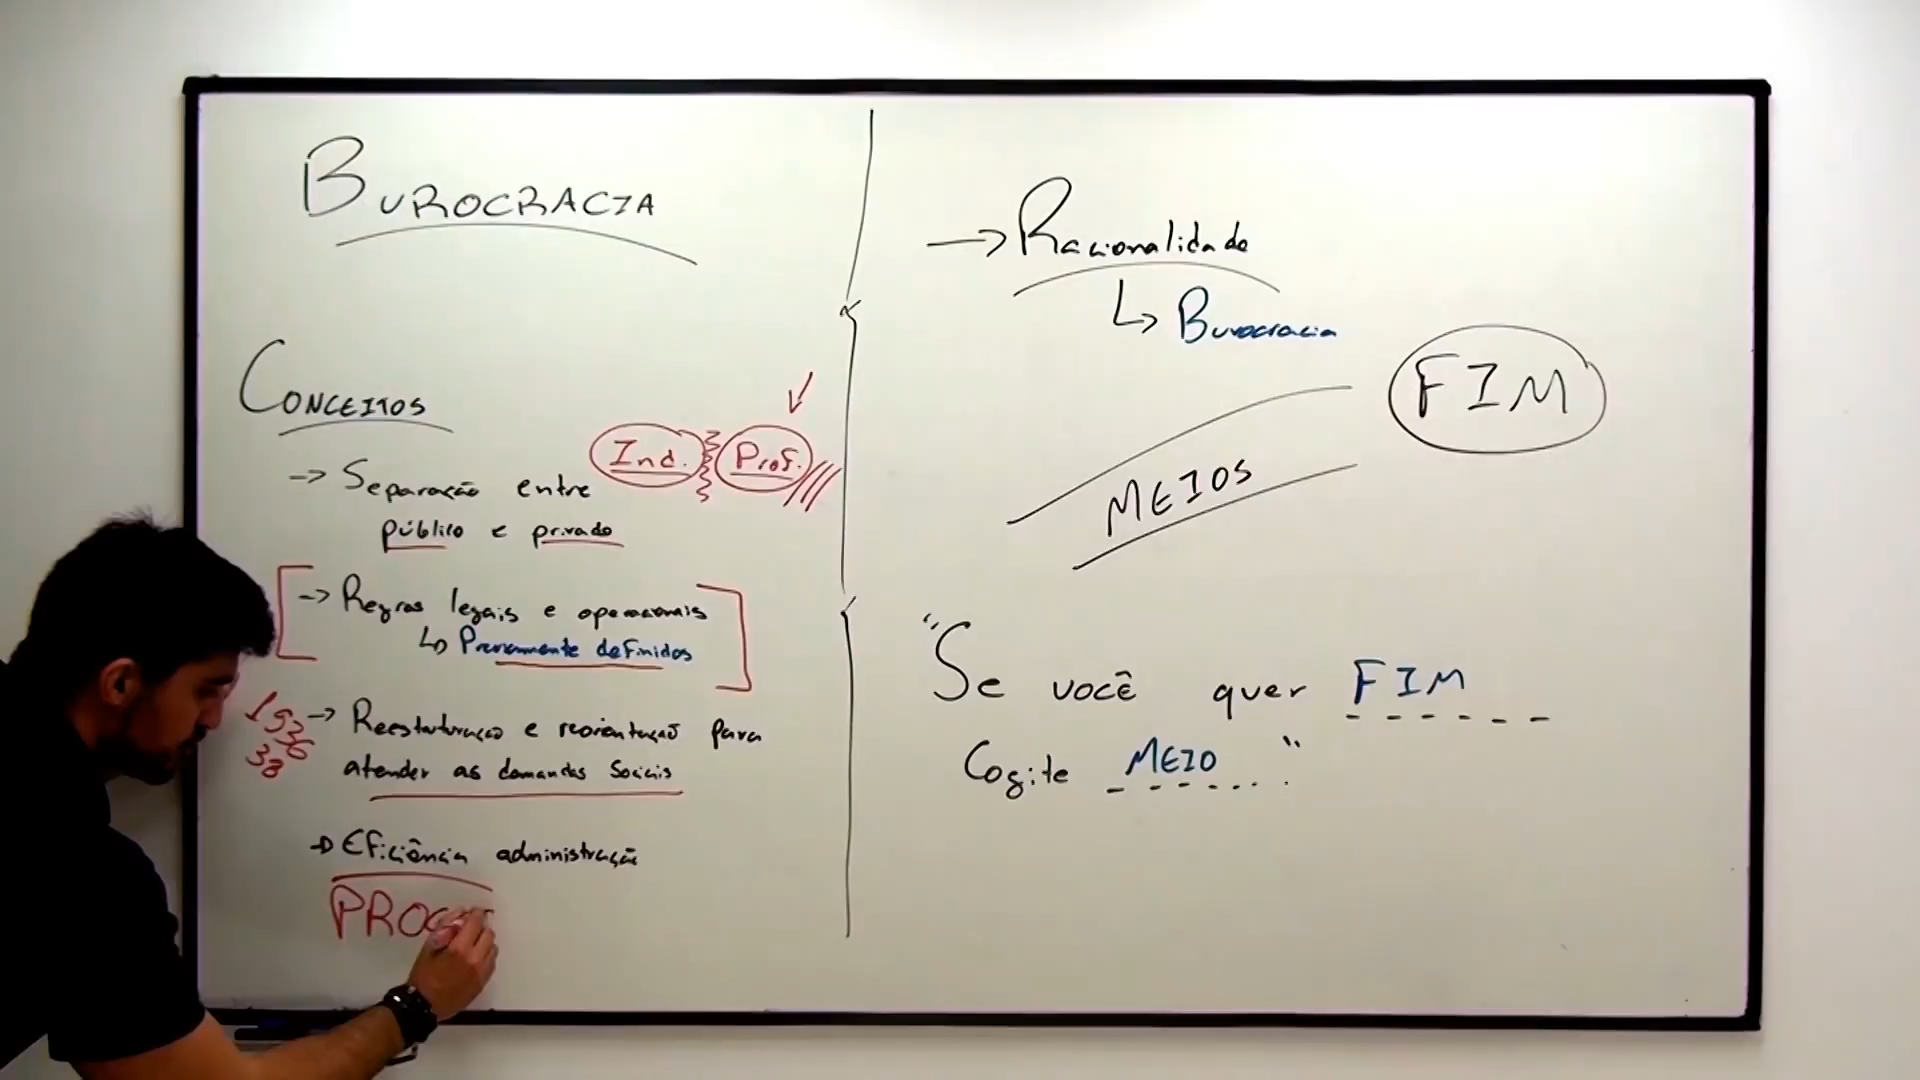 BUROCRACIA
CONCEITOS
Ind. Prof.
-> Separação entre
público e privado
-> Regras legais e operacionais
↳ Previamente definidos
1936
38
-> Reestruturação e reorientação para
atender as demandas Sociais
-> Eficiência administração
PROC
-> Racionalidade
↳ Burocracia
FIM
MEIOS
"Se você quer FIM
Cogite MEIO"